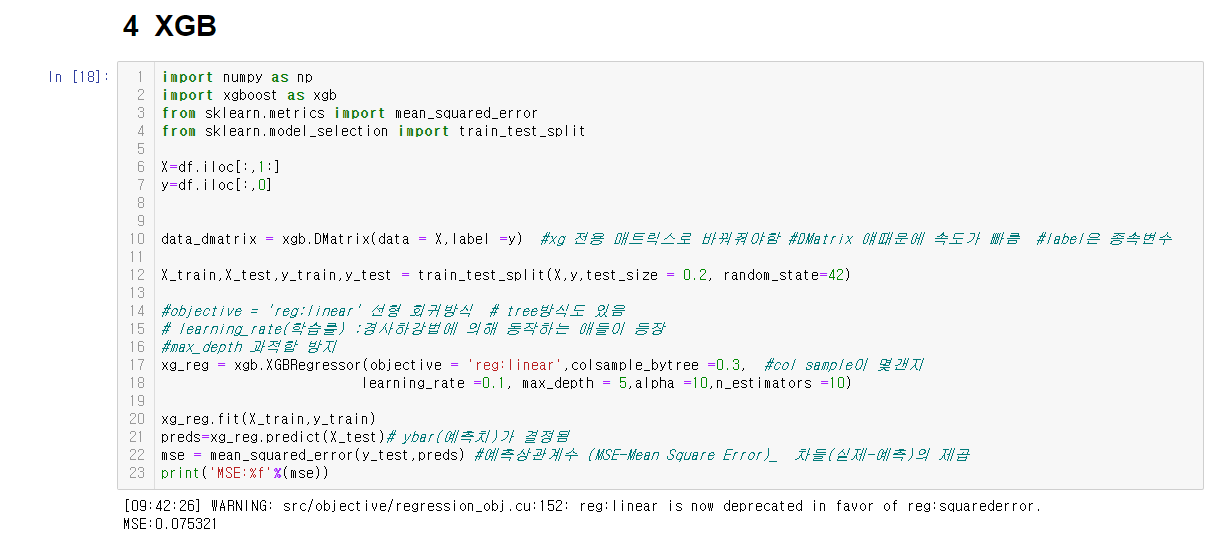 4 XGB
In [18]:
1 import numpy as np
2 import xgboost as xgb
3 from sklearn.metrics import mean_squared_error
4 from sklearn.model_selection import train_test_split
5
6 X=df.iloc[:,1:]
7 y=df.iloc[:,0]
8
9
10 data_dmatrix = xgb.DMatrix(data = X,label =y)  #xg 전용 매트릭스로 바꿔줘야함 #DMatrix 얘때문에 속도가 빠름  #label은 종속변수
11
12 X_train,X_test,y_train,y_test = train_test_split(X,y,test_size = 0.2, random_state=42)
13
14 #objective = 'reg:linear' 선형 회귀방식  # tree방식도 있음
15 # learning_rate(학습률) :경사하강법에 의해 동작하는 애들이 등장
16 #max_depth 과적합 방지
17 xg_reg = xgb.XGBRegressor(objective = 'reg:linear',colsample_bytree =0.3,  #col sample이 몇갠지
18                          learning_rate =0.1, max_depth = 5,alpha =10,n_estimators =10)
19
20 xg_reg.fit(X_train,y_train)
21 preds=xg_reg.predict(X_test)# ybar(예측치)가 결정됨
22 mse = mean_squared_error(y_test,preds) #예측상관계수 (MSE-Mean Square Error)_  차들(실제-예측)의 제곱
23 print('MSE:%f'%(mse))
[09:42:26] WARNING: src/objective/regression_obj.cu:152: reg:linear is now deprecated in favor of reg:squarederror.
MSE:0.075321